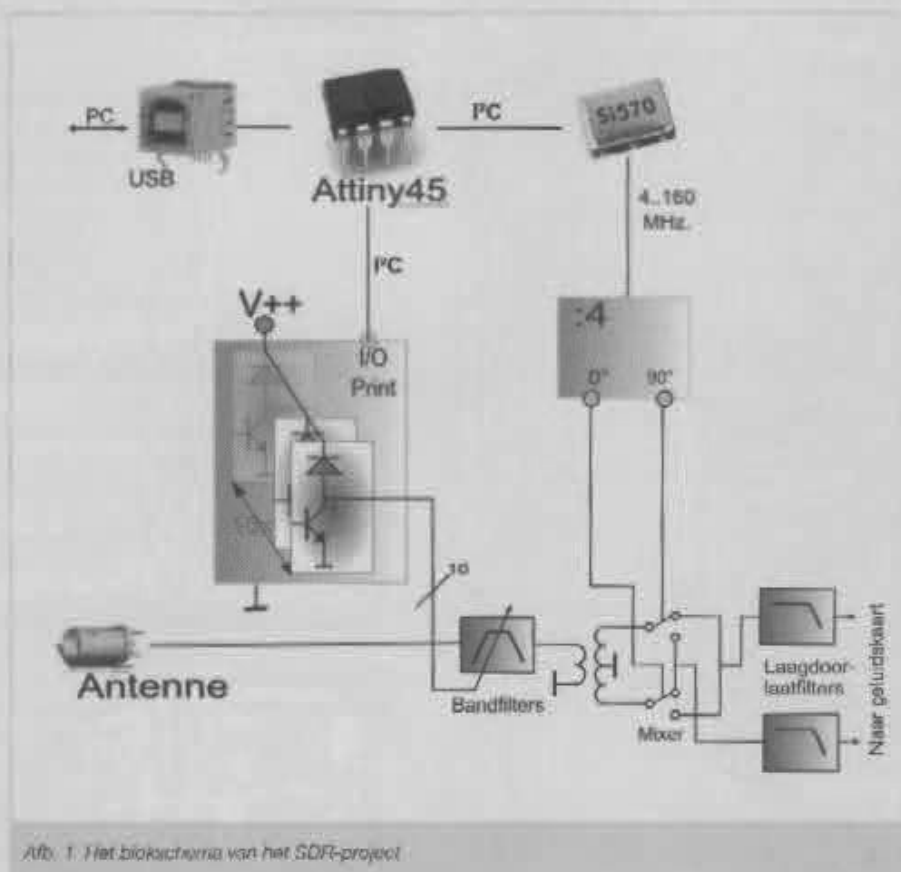 PC
USB
Attiny45
I²C
Si570
4..160
MHz.
I²C
V++
I/O
Print
:4
0°
90°
10
Antenne
Bandfilters
Mixer
Laagdoor-
laatfilters
Naar geluidskaart
Afb. 1. Het blokschema van het SDR-project